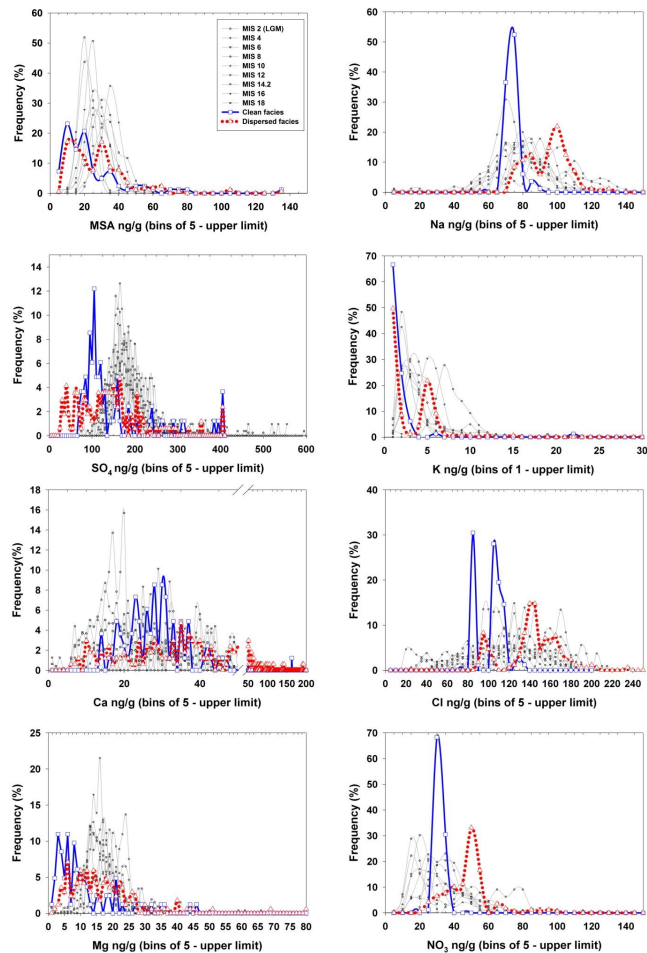 60
50
40
30
20
10
0
Frequency (%)
0 20 40 60 80 100 120 140
MSA ng/g (bins of 5 - upper limit)
MIS 2 (LGM)
MIS 4
MIS 6
MIS 8
MIS 10
MIS 12
MIS 14.2
MIS 16
MIS 18
Clean facies
Dispersed facies
60
50
40
30
20
10
0
Frequency (%)
0 20 40 60 80 100 120 140
Na ng/g (bins of 5 - upper limit)
14
12
10
8
6
4
2
0
Frequency (%)
0 100 200 300 400 500 600
SO4 ng/g (bins of 5 - upper limit)
80
70
60
50
40
30
20
10
0
Frequency (%)
0 5 10 15 20 25 30
K ng/g (bins of 1 - upper limit)
18
16
14
12
10
8
6
4
2
0
Frequency(%)
20 40 50 100 150 200
Ca ng/g (bins of 5 - upper limit)
40
30
20
10
0
Frequency(%)
0 20 40 60 80 100 120 140 160 180 200 220 240
Cl ng/g (bins of 5 - upper limit)
25
20
15
10
5
0
Frequency (%)
0 5 10 15 20 25 30 35 40 45 50 55 60 65 70 75 80
Mg ng/g (bins of 5 - upper limit)
70
60
50
40
30
20
10
0
Frequency (%)
0 20 40 60 80 100 120 140
NO3 ng/g (bins of 5 - upper limit)